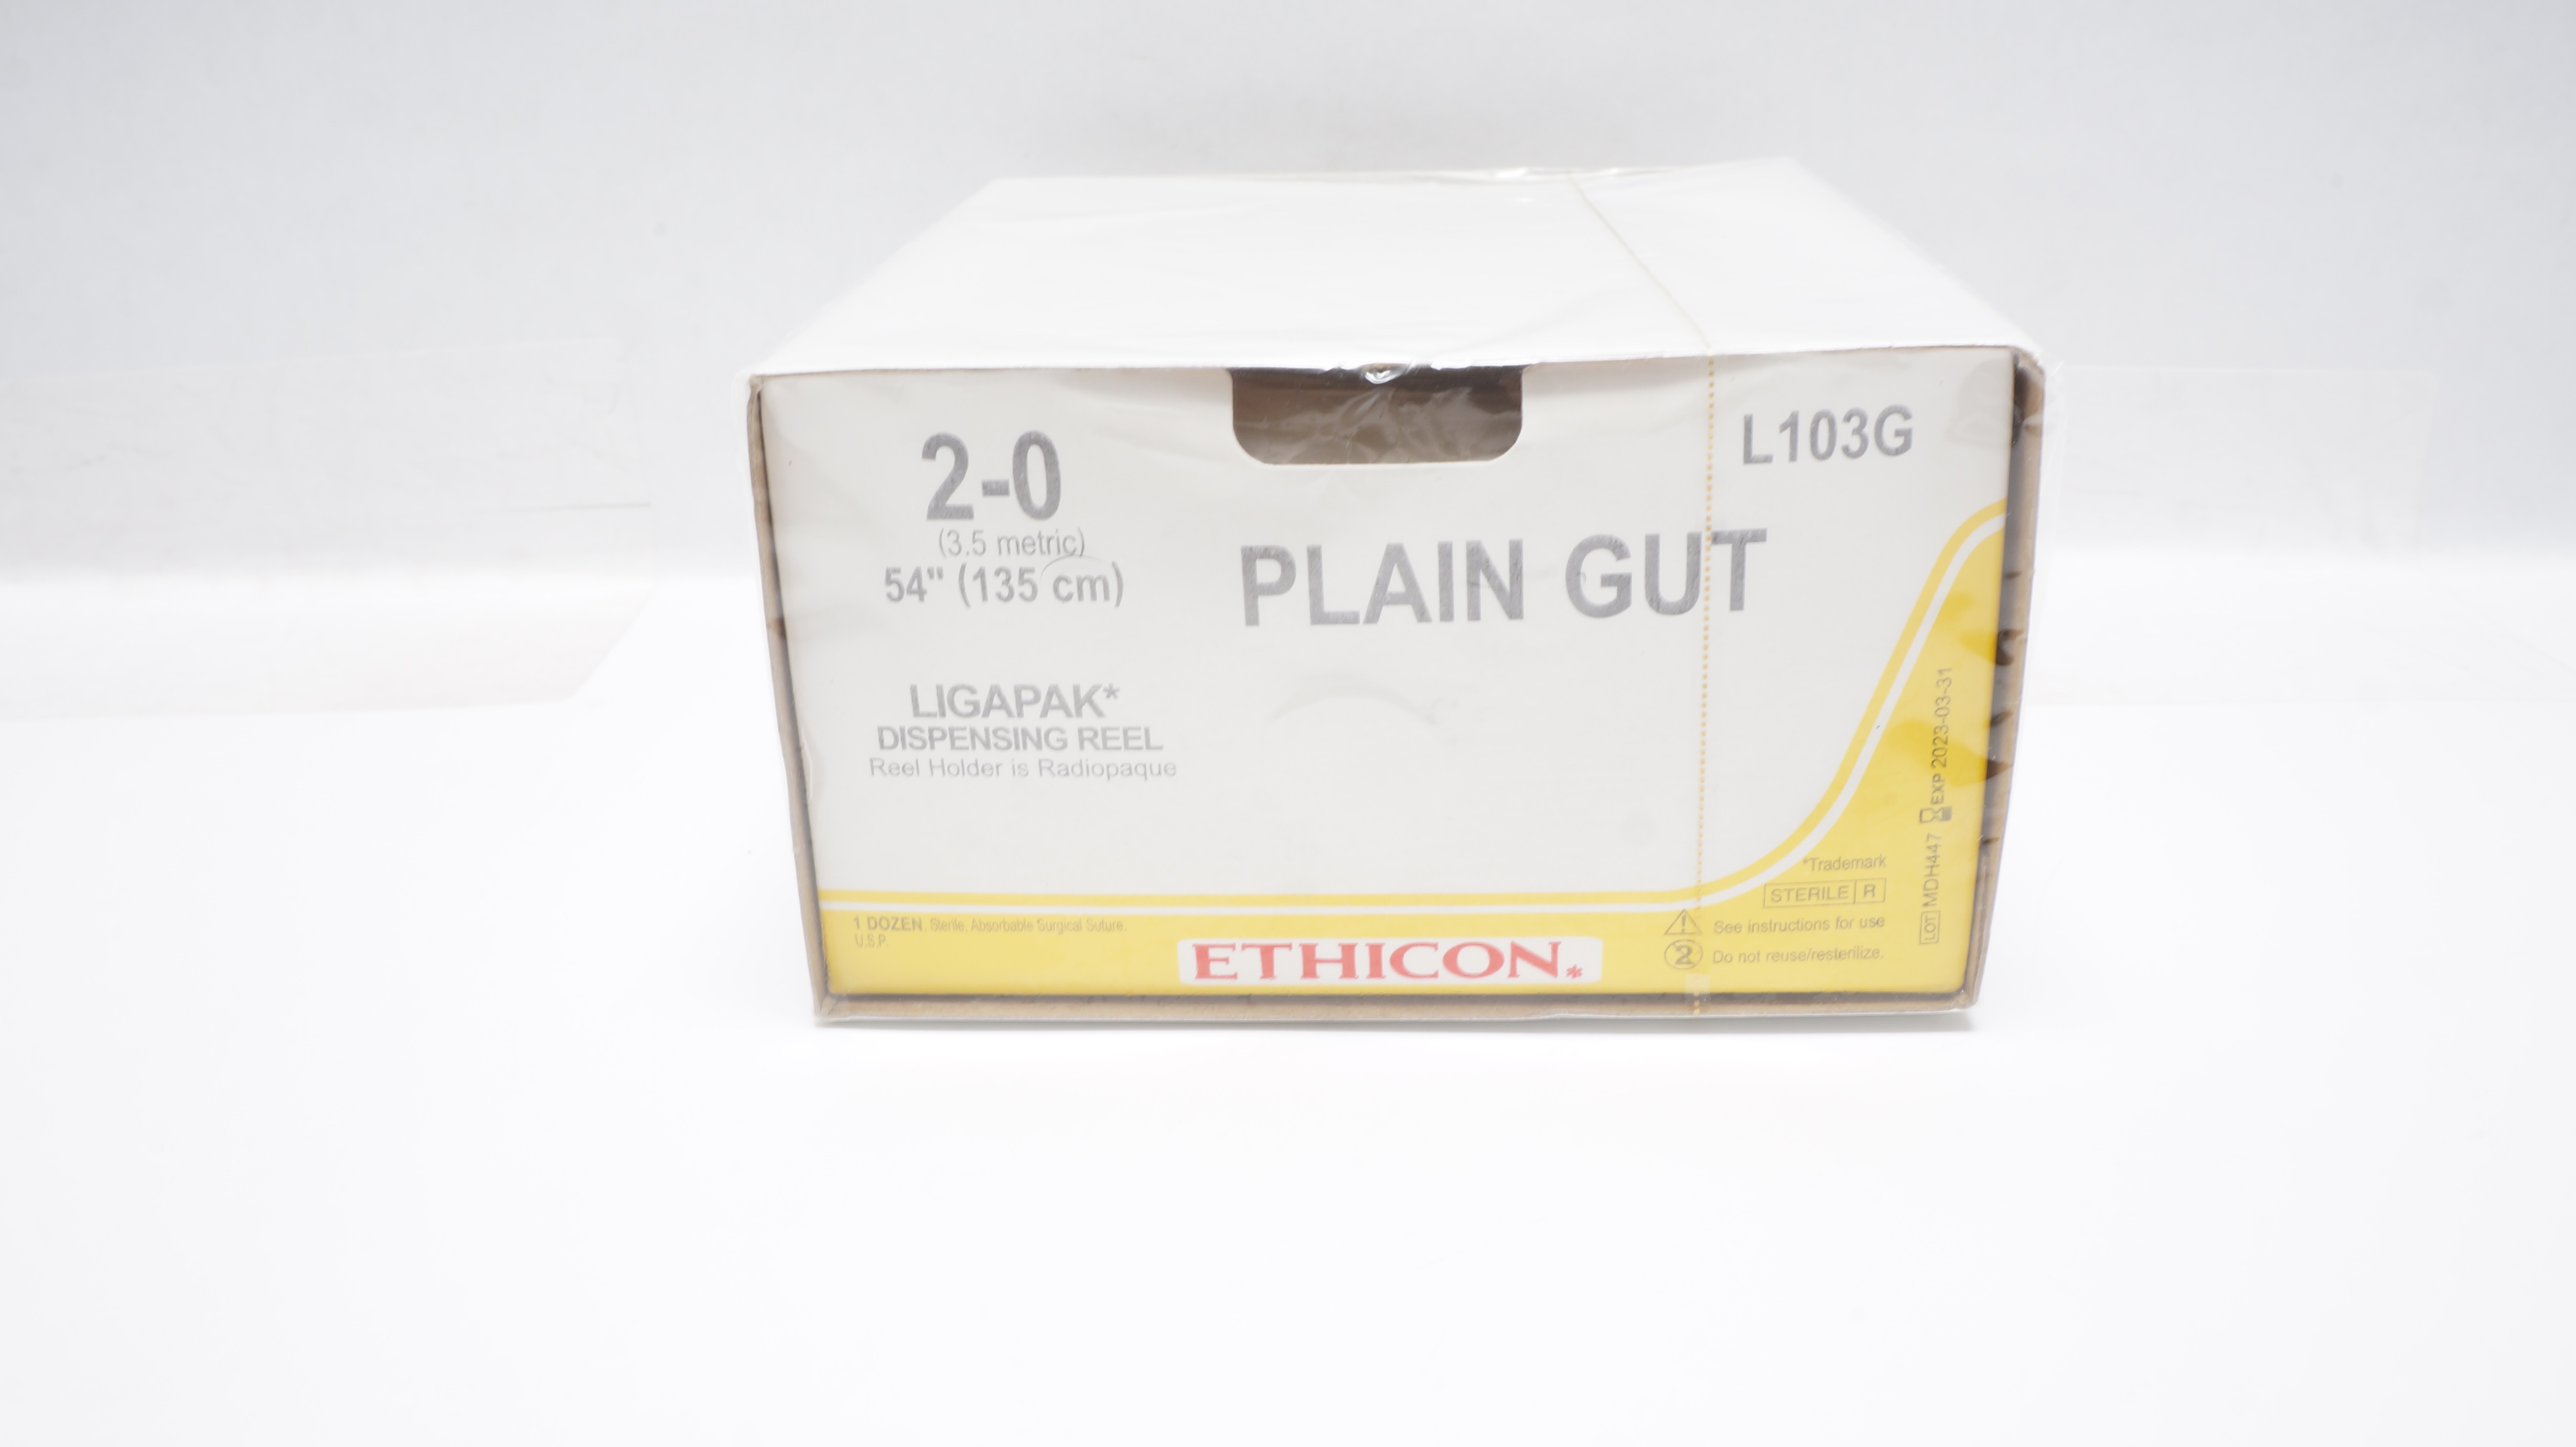 2-0
(3.5 metric)
54" (135 cm)
L103G
PLAIN GUT
LIGAPAK*
DISPENSING REEL
Reel Holder is Radiopaque
1 DOZEN, Sterile, Absorbable Surgical Suture.
U.S.P.
ETHICON*
*Trademark
STERILE R
See instructions for use
2 Do not reuse/resterilize.
LOT MDH447 EXP 2023-03-31